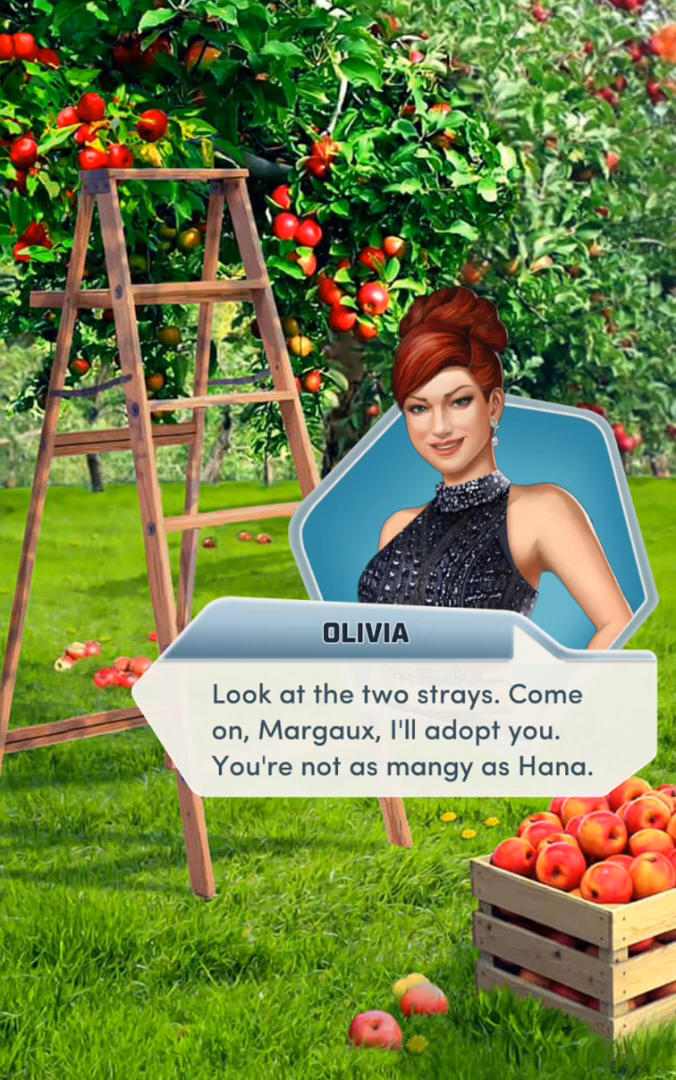 OLIVIA
Look at the two strays. Come
on, Margaux, I'll adopt you.
You're not as mangy as Hana.